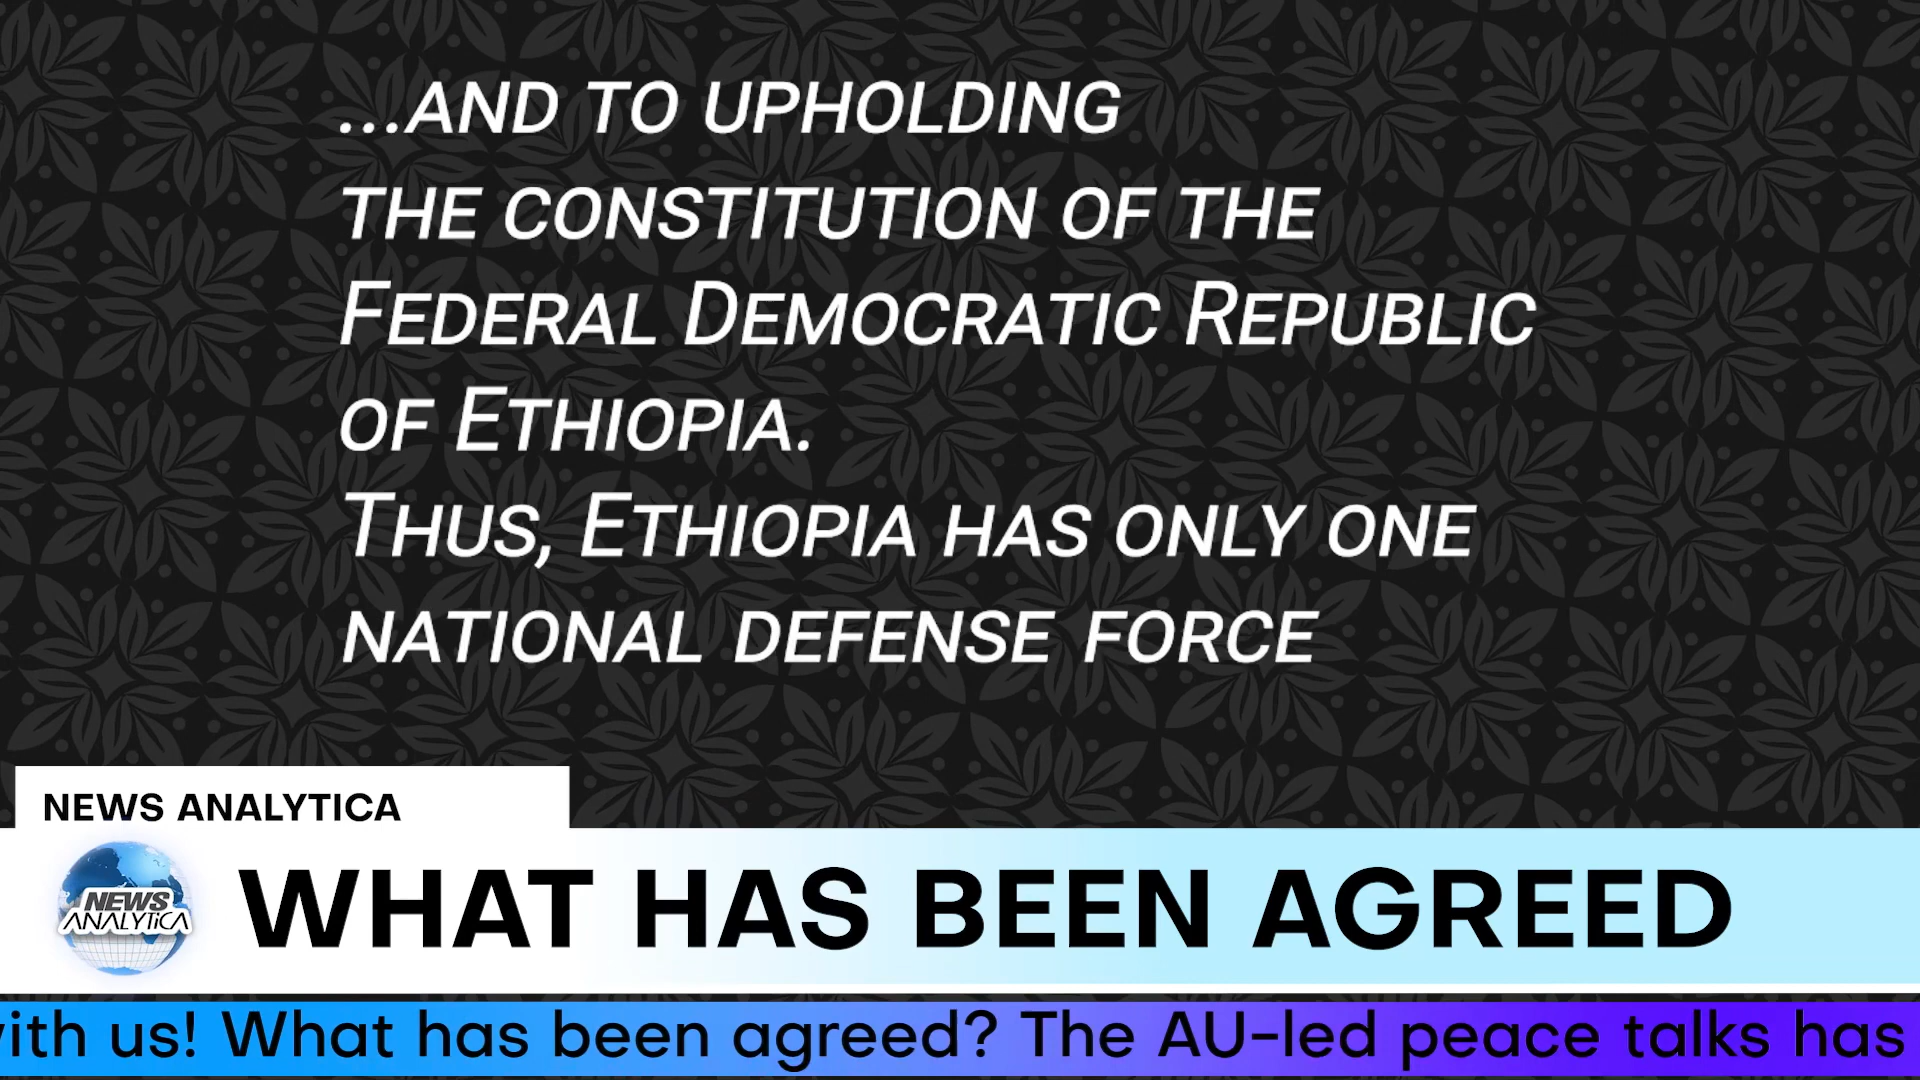 ...AND TO UPHOLDING
THE CONSTITUTION OF THE
FEDERAL DEMOCRATIC REPUBLIC
OF ETHIOPIA.
THUS, ETHIOPIA HAS ONLY ONE
NATIONAL DEFENSE FORCE
NEWS ANALYTICA
NEWS
ANALYTiCA
WHAT HAS BEEN AGREED
with us! What has been agreed? The AU-led peace talks has